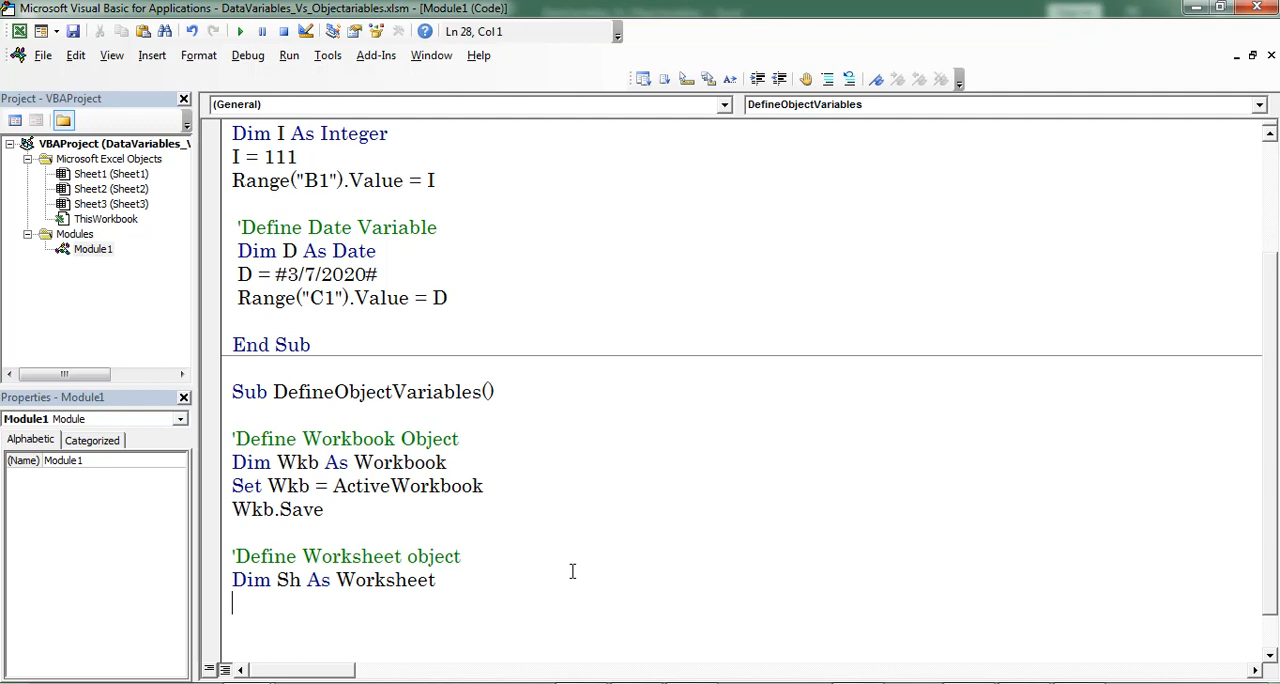 Microsoft Visual Basic for Applications - DataVariables_Vs_Objectariables.xlsm - [Module1 (Code)]
Ln 28, Col 1
File Edit View Insert Format Debug Run Tools Add-Ins Window Help
Project - VBAProject
(General)
DefineObjectVariables
VBAProject (DataVariables_V
Microsoft Excel Objects
Sheet1 (Sheet1)
Sheet2 (Sheet2)
Sheet3 (Sheet3)
ThisWorkbook
Modules
Module1
Properties - Module1
Module1 Module
Alphabetic Categorized
(Name) Module1
Dim I As Integer
I = 111
Range("B1").Value = I
'Define Date Variable
Dim D As Date
D = #3/7/2020#
Range("C1").Value = D
End Sub
Sub DefineObjectVariables()
'Define Workbook Object
Dim Wkb As Workbook
Set Wkb = ActiveWorkbook
Wkb.Save
'Define Worksheet object
Dim Sh As Worksheet